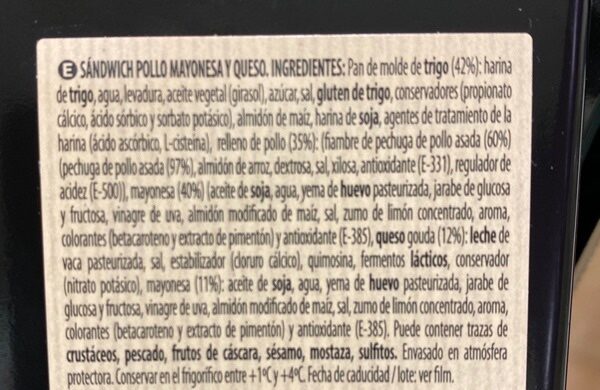 E SÁNDWICH POLLO MAYONESA Y QUESO. INGREDIENTES: Pan de molde de trigo (42%): harina
de trigo, agua, levadura, aceite vegetal (girasol), azúcar, sal, gluten de trigo, conservadores (propionato
cálcico, ácido sórbico y sorbato potasico), almidón de maíz, harina de soja, agentes de tratamiento de la
harina (ácido ascórbico, L-cisteína), relleno de pollo (35%): (fiambre de pechuga de pollo asada (60%)
(pechuga de pollo asada (97%), almidón de arroz, dextrosa, sal, xilosa, antioxidante (E-331), regulador de
acidez (E-500)), mayonesa (40%) (aceite de soja, agua, yema de huevo pasteurizada, jarabe de glucosa
y fructosa, vinagre de uva, almidón modificado de maíz, sal, zumo de limón concentrado, aroma,
colorantes (betacaroteno y extracto de pimentón) y antioxidante (E-385), queso gouda (12%): leche de
vaca pasteurizada, sal, estabilizador (cloruro cálcico), quimosina, fermentos lácticos, conservador
(nitrato potásico), mayonesa (11%): aceite de soja, agua, yema de huevo pasteurizada, jarabe de
glucosa y fructosa, vinagre de uva, almidón modificado de maíz, sal, zumo de limón concentrado, aroma,
colorantes (betacaroteno y extracto de pimentón) y antioxidante (E-385). Puede contener trazas de
crustáceos, pescado, frutos de cáscara, sésamo, mostaza, sulfitos. Envasado en atmósfera
protectora. Conservar en el frigorífico entre +1ºC y +4ºC. Fecha de caducidad / lote: ver film.